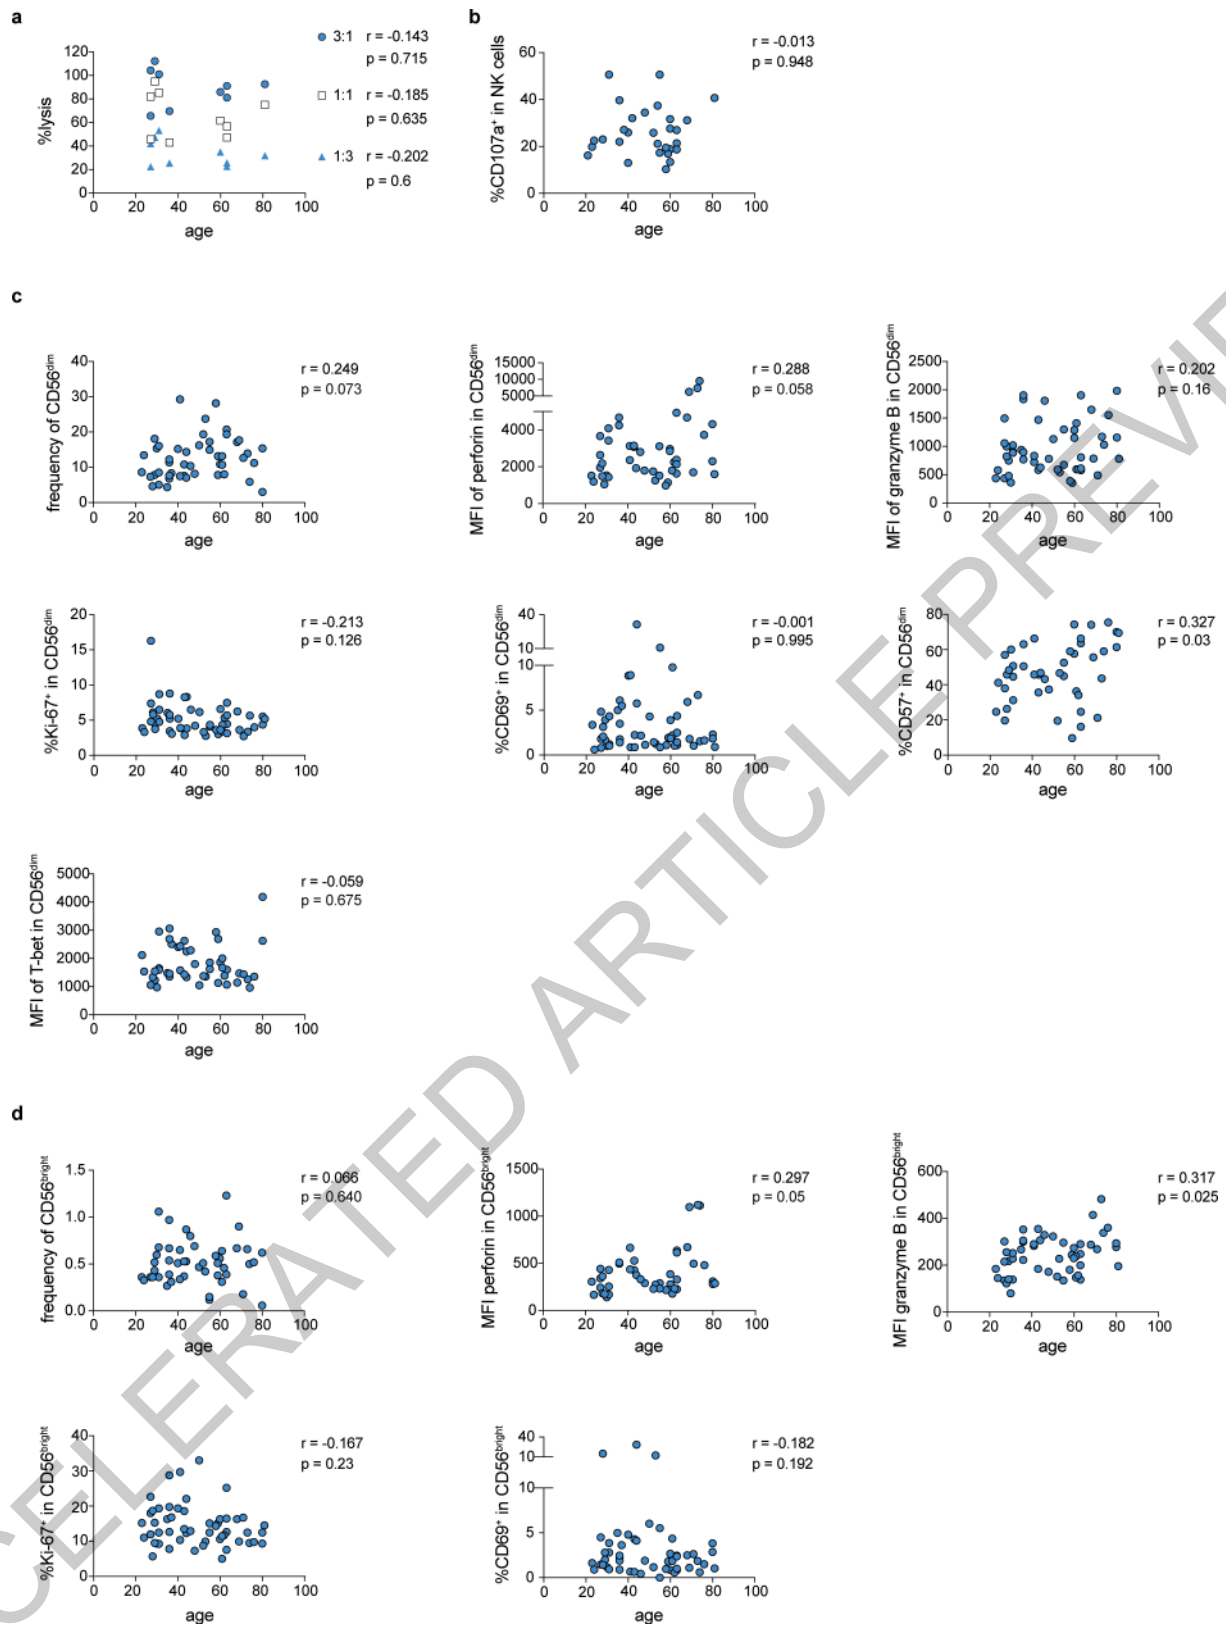 a
%lysis
120
100
80
60
40
20
0
0 20 40 60 80 100
age
3:1 r = -0.143
p = 0.715
1:1 r = -0.185
p = 0.635
1:3 r = -0.202
p = 0.6
b
%CD107a⁺ in NK cells
60
40
20
0
0 20 40 60 80 100
age
r = -0.013
p = 0.948
c
frequency of CD56ᵈⁱᵐ
40
30
20
10
0
0 20 40 60 80 100
age
r = 0.249
p = 0.073
MFI of perforin in CD56ᵈⁱᵐ
15000
10000
5000
4000
2000
0
0 20 40 60 80 100
age
r = 0.288
p = 0.058
MFI of granzyme B in CD56ᵈⁱᵐ
2500
2000
1500
1000
500
0
0 20 40 60 80 100
age
r = 0.202
p = 0.16
%Ki-67⁺ in CD56ᵈⁱᵐ
20
15
10
5
0
0 20 40 60 80 100
age
r = -0.213
p = 0.126
%CD69⁺ in CD56ᵈⁱᵐ
40
10
10
5
0
0 20 40 60 80 100
age
r = -0.001
p = 0.995
%CD57⁺ in CD56ᵈⁱᵐ
80
60
40
20
0
0 20 40 60 80 100
age
r = 0.327
p = 0.03
MFI of T-bet in CD56ᵈⁱᵐ
5000
4000
3000
2000
1000
0
0 20 40 60 80 100
age
r = -0.059
p = 0.675
d
frequency of CD56ᵇʳⁱᵍʰᵗ
1.5
1.0
0.5
0.0
0 20 40 60 80 100
age
r = 0.066
p = 0.640
MFI perforin in CD56ᵇʳⁱᵍʰᵗ
1500
1000
500
0
0 20 40 60 80 100
age
r = 0.297
p = 0.05
MFI granzyme B in CD56ᵇʳⁱᵍʰᵗ
600
400
200
0
0 20 40 60 80 100
age
r = 0.317
p = 0.025
%Ki-67⁺ in CD56ᵇʳⁱᵍʰᵗ
40
30
20
10
0
0 20 40 60 80 100
age
r = -0.167
p = 0.23
%CD69⁺ in CD56ᵇʳⁱᵍʰᵗ
40
10
10
5
0
0 20 40 60 80 100
age
r = -0.182
p = 0.192
CELERATED ARTICLE PREVIE